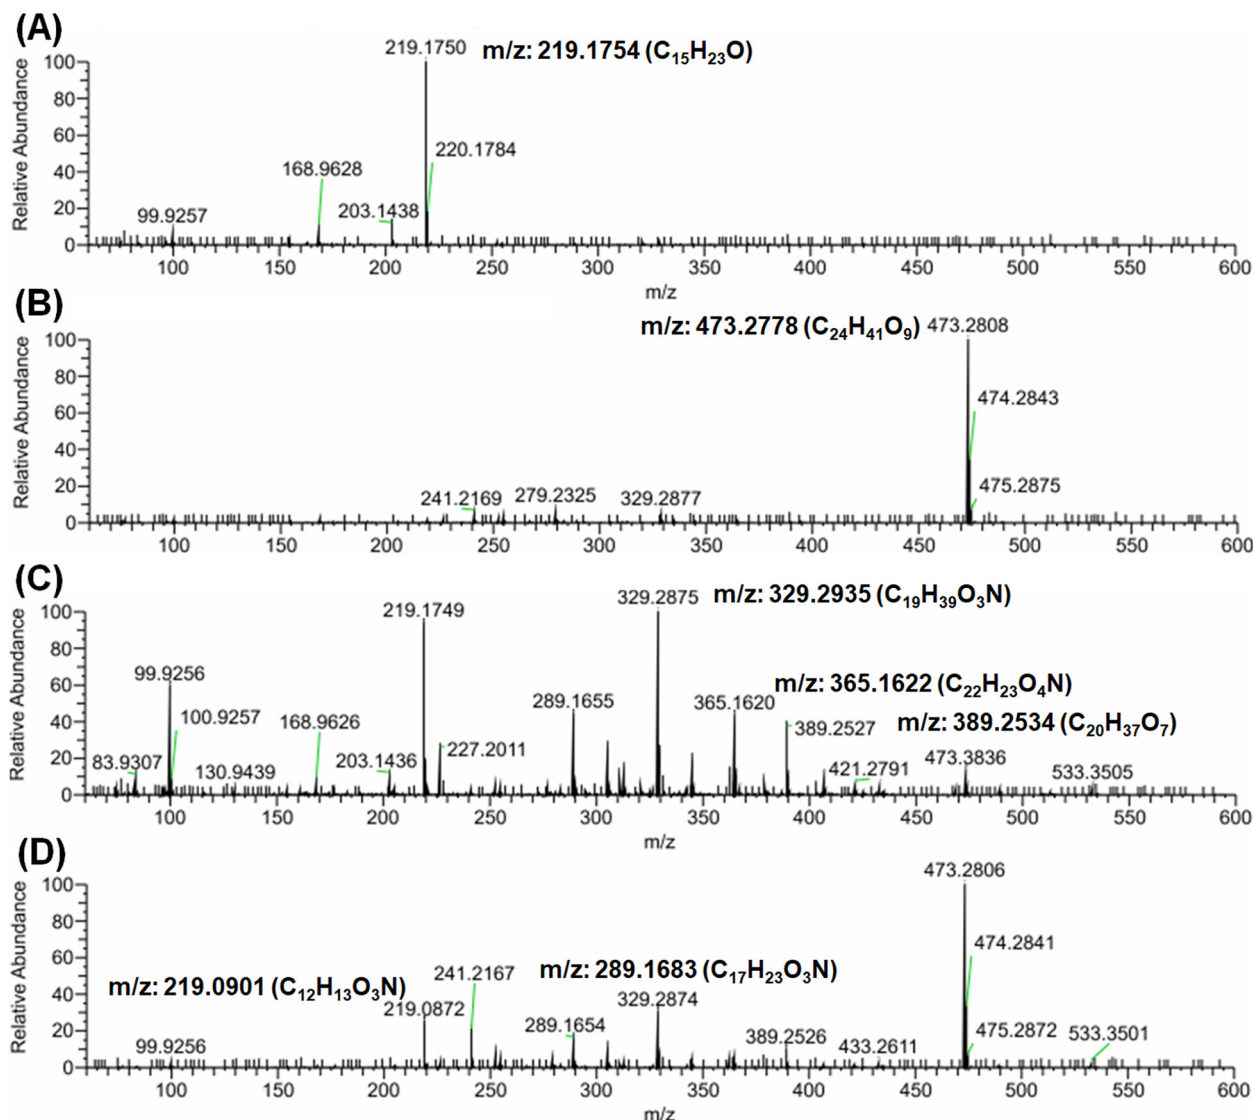 (A)
219.1750 m/z: 219.1754 (C₁₅H₂₃O)
Relative Abundance
100
80
60
40
20
0
220.1784
168.9628
203.1438
99.9257
100 150 200 250 300 350 400 450 500 550 600
m/z
(B)
m/z: 473.2778 (C₂₄H₄₁O₉) 473.2808
Relative Abundance
100
80
60
40
20
0
474.2843
475.2875
241.2169 279.2325 329.2877
100 150 200 250 300 350 400 450 500 550 600
m/z
(C)
329.2875 m/z: 329.2935 (C₁₉H₃₉O₃N)
219.1749
Relative Abundance
100
80
60
40
20
0
99.9256
m/z: 365.1622 (C₂₂H₂₃O₄N)
289.1655 365.1620
100.9257 168.9626
389.2527 m/z: 389.2534 (C₂₀H₃₇O₇)
83.9307 130.9439 203.1436 227.2011
421.2791 473.3836 533.3505
100 150 200 250 300 350 400 450 500 550 600
m/z
(D)
473.2806
Relative Abundance
100
80
60
40
20
0
474.2841
m/z: 219.0901 (C₁₂H₁₃O₃N) 241.2167 m/z: 289.1683 (C₁₇H₂₃O₃N)
219.0872 329.2874
289.1654
99.9256 389.2526 433.2611 475.2872 533.3501
100 150 200 250 300 350 400 450 500 550 600
m/z